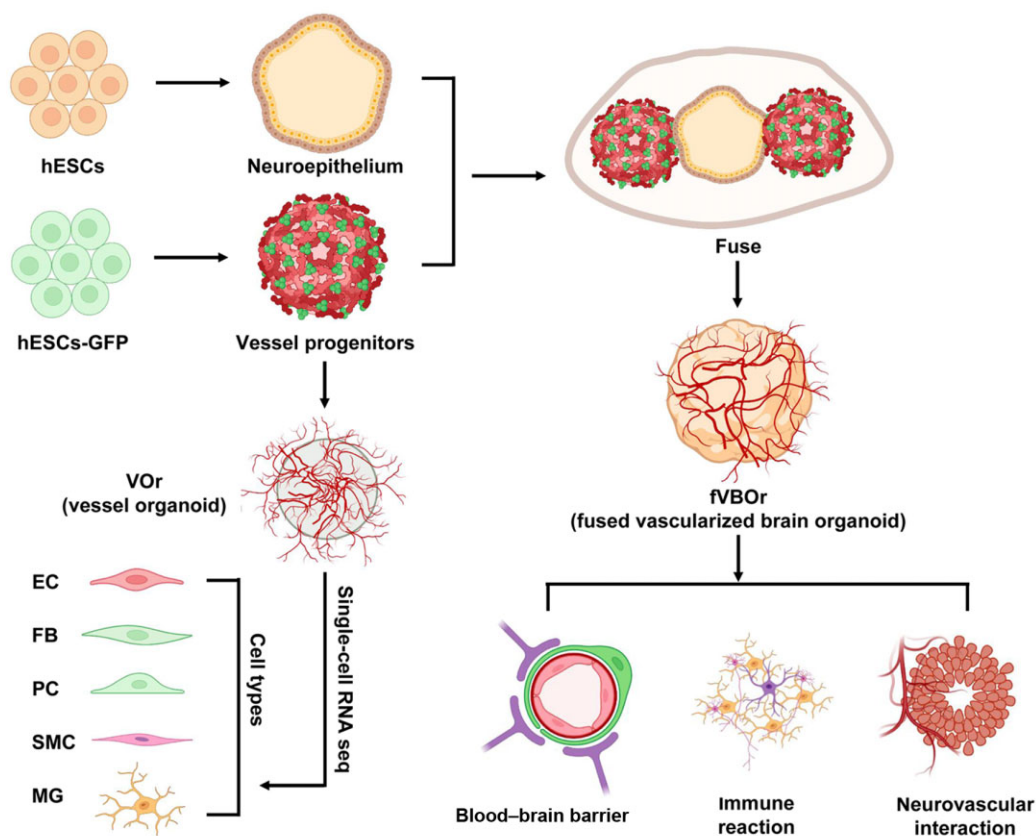 hESCs
Neuroepithelium
hESCs-GFP
Vessel progenitors
Fuse
VOr
(vessel organoid)
fVBOr
(fused vascularized brain organoid)
EC
FB
PC
SMC
MG
Cell types
Single-cell RNA seq
Blood–brain barrier
Immune
reaction
Neurovascular
interaction